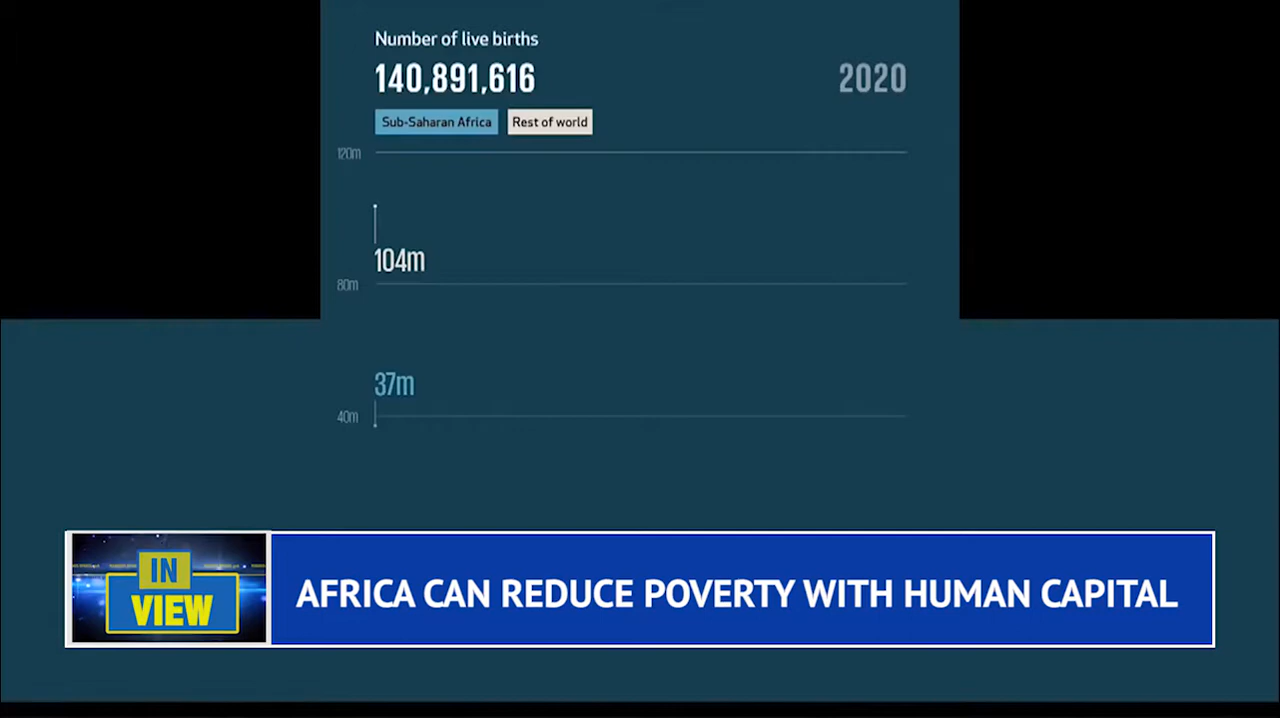 Number of live births
140,891,616
2020
Sub-Saharan Africa
Rest of world
120m
104m
80m
37m
40m
IN
VIEW
AFRICA CAN REDUCE POVERTY WITH HUMAN CAPITAL